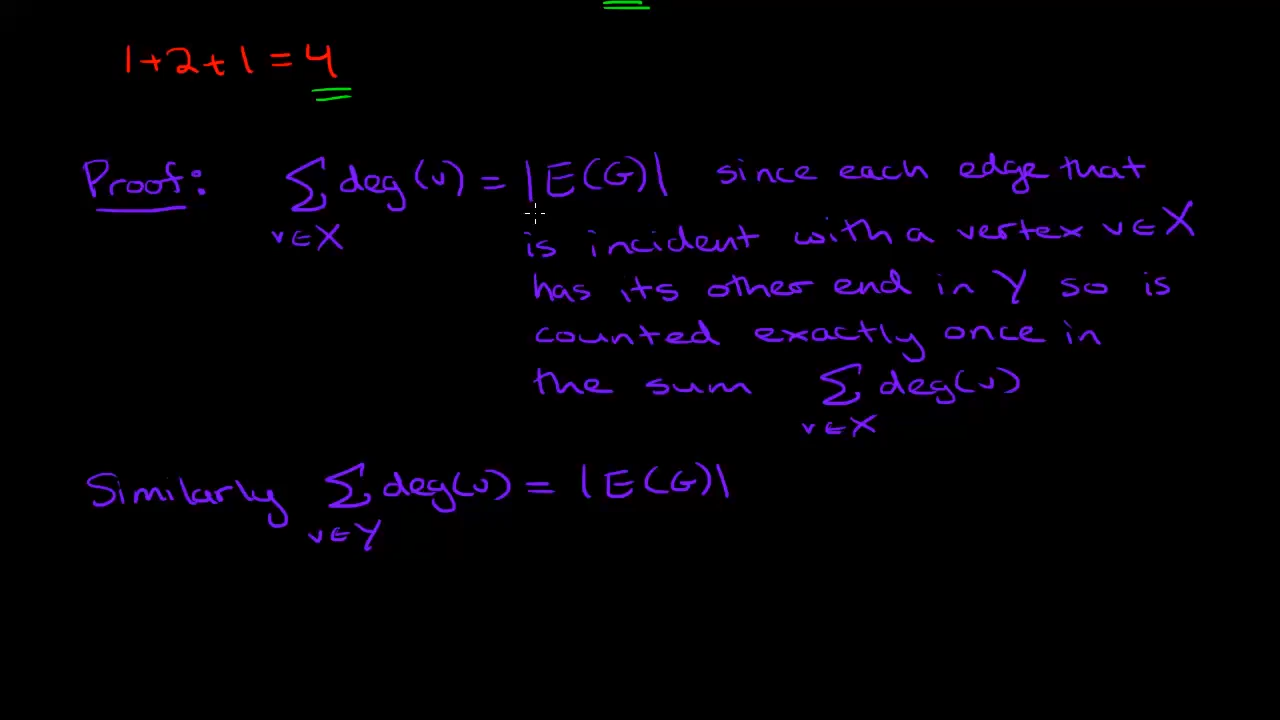 1+2+1=4
Proof: ∑ deg(v) = |E(G)| since each edge that
v∈X is incident with a vertex v∈X
has its other end in Y so is
counted exactly once in
the sum ∑ deg(v)
v∈X
Similarly ∑ deg(v) = |E(G)|
v∈Y